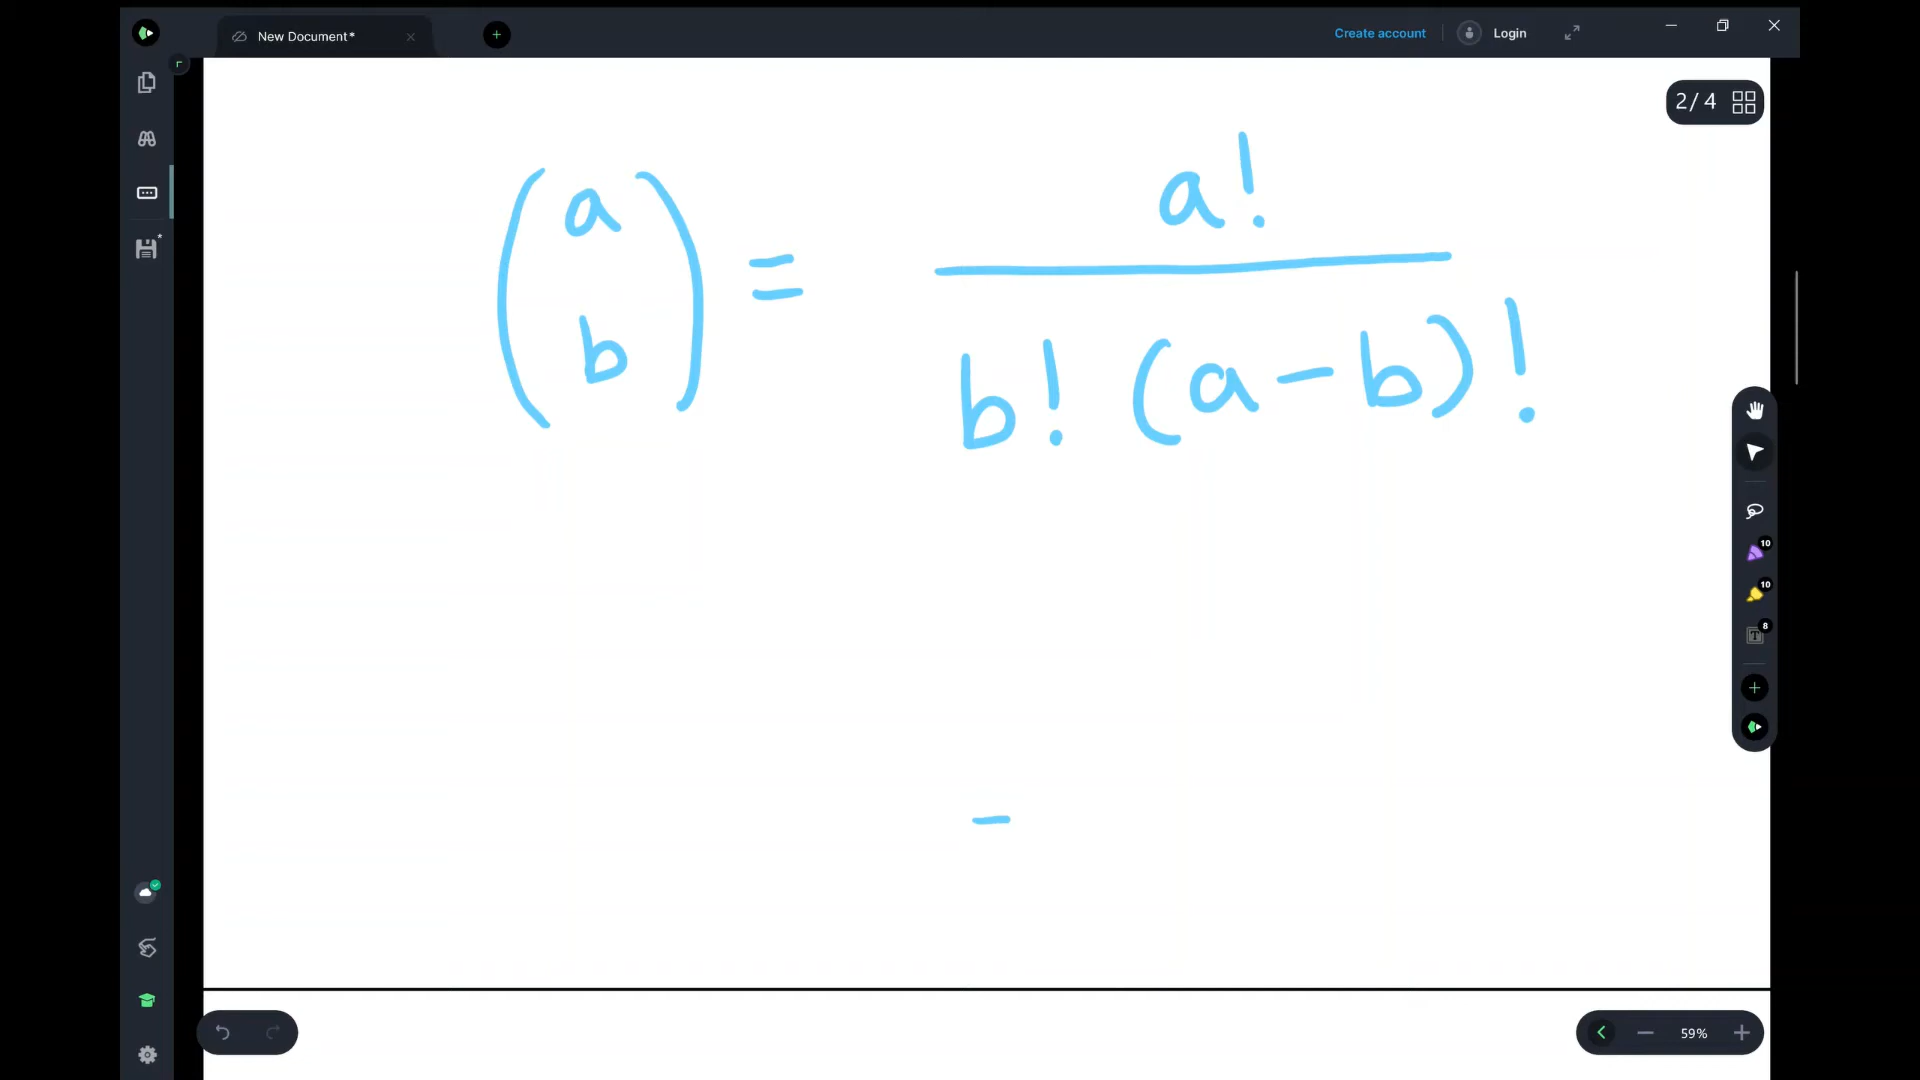 New Document*
Create account
Login
2/4
(a b) = a! / b! (a - b)!
10
10
8
-
59%